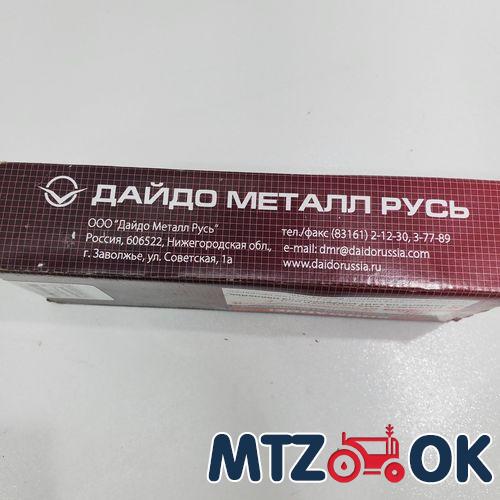 ДАЙДО МЕТАЛЛ РУСЬ
ООО "Дайдо Металл Русь"
Россия, 606522, Нижегородская обл.,
г. Заволжье, ул. Советская, 1а
тел./факс (83161) 2-12-30, 3-77-89
e-mail: dmr@daidorussia.com
www.daidorussia.ru
MTZ OK